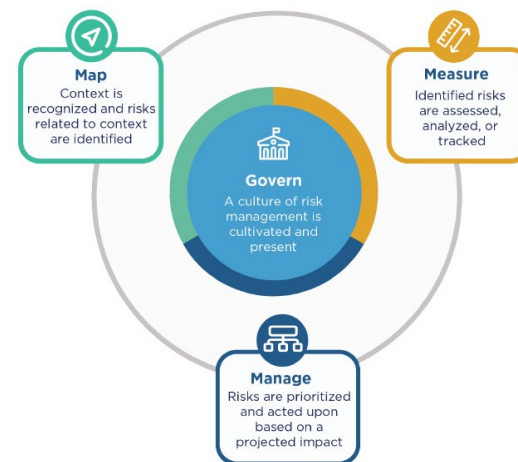 Map
Context is
recognized and risks
related to context
are identified
Measure
Identified risks
are assessed,
analyzed, or
tracked
Govern
A culture of risk
management is
cultivated and
present
Manage
Risks are prioritized
and acted upon
based on a
projected impact